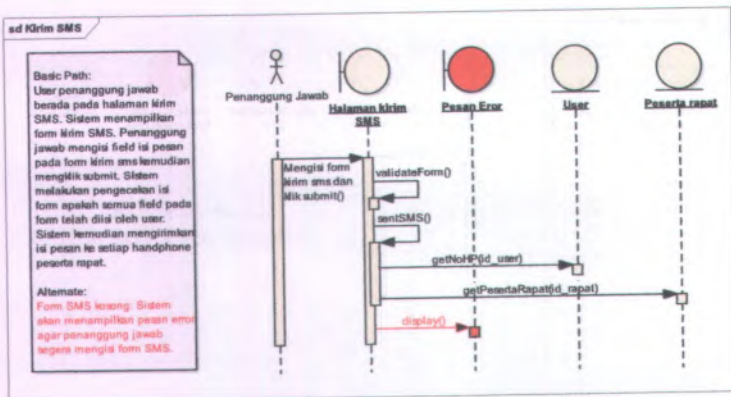 sd Kirim SMS
Basic Path:
User penanggung jawab
berada pada halaman kirim
SMS. Sistem menampilkan
form kirim SMS. Penanggung
jawab mengisi field isi pesan
pada form kirim sms kemudian
mengklik submit. Sistem
melakukan pengecekan isi
form apakah semua field pada
form telah diisi oleh user.
Sistem kemudian mengirimkan
isi pesan ke setiap handphone
peserta rapat.
Alternate:
Form SMS kosong: Sistem
akan menampilkan pesan error
agar penanggung jawab
segera mengisi form SMS.
Penanggung Jawab
Halaman kirim
SMS
Pesan Eror
User
Peserta rapat
Mengisi form
kirim sms dan
klik submit()
validateForm()
sentSMS()
getNoHP(id_user)
getPesertaRapat(id_rapat)
display()